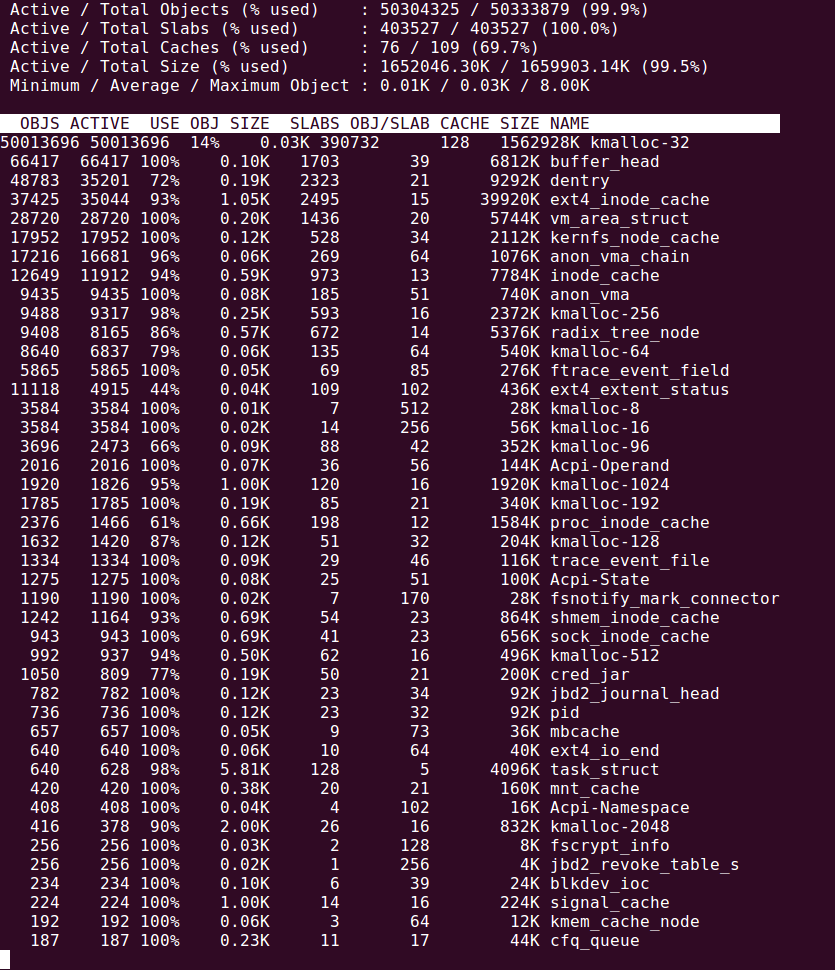 Active / Total Objects (% used)    : 50304325 / 50333879 (99.9%)
Active / Total Slabs (% used)      : 403527 / 403527 (100.0%)
Active / Total Caches (% used)     : 76 / 109 (69.7%)
Active / Total Size (% used)       : 1652046.30K / 1659903.14K (99.5%)
Minimum / Average / Maximum Object : 0.01K / 0.03K / 8.00K
OBJS ACTIVE  USE OBJ SIZE  SLABS OBJ/SLAB CACHE SIZE NAME
50013696 50013696  14%    0.03K 390732      128   1562928K kmalloc-32
66417  66417 100%    0.10K   1703       39      6812K buffer_head
48783  35201  72%    0.19K   2323       21      9292K dentry
37425  35044  93%    1.05K   2495       15     39920K ext4_inode_cache
28720  28720 100%    0.20K   1436       20      5744K vm_area_struct
17952  17952 100%    0.12K    528       34      2112K kernfs_node_cache
17216  16681  96%    0.06K    269       64      1076K anon_vma_chain
12649  11912  94%    0.59K    973       13      7784K inode_cache
9435   9435 100%    0.08K    185       51       740K anon_vma
9488   9317  98%    0.25K    593       16      2372K kmalloc-256
9408   8165  86%    0.57K    672       14      5376K radix_tree_node
8640   6837  79%    0.06K    135       64       540K kmalloc-64
5865   5865 100%    0.05K     69       85       276K ftrace_event_field
11118   4915  44%    0.04K    109      102       436K ext4_extent_status
3584   3584 100%    0.01K      7      512        28K kmalloc-8
3584   3584 100%    0.02K     14      256        56K kmalloc-16
3696   2473  66%    0.09K     88       42       352K kmalloc-96
2016   2016 100%    0.07K     36       56       144K Acpi-Operand
1920   1826  95%    1.00K    120       16      1920K kmalloc-1024
1785   1785 100%    0.19K     85       21       340K kmalloc-192
2376   1466  61%    0.66K    198       12      1584K proc_inode_cache
1632   1420  87%    0.12K     51       32       204K kmalloc-128
1334   1334 100%    0.09K     29       46       116K trace_event_file
1275   1275 100%    0.08K     25       51       100K Acpi-State
1190   1190 100%    0.02K      7      170        28K fsnotify_mark_connector
1242   1164  93%    0.69K     54       23       864K shmem_inode_cache
943    943 100%    0.69K     41       23       656K sock_inode_cache
992    937  94%    0.50K     62       16       496K kmalloc-512
1050    809  77%    0.19K     50       21       200K cred_jar
782    782 100%    0.12K     23       34        92K jbd2_journal_head
736    736 100%    0.12K     23       32        92K pid
657    657 100%    0.05K      9       73        36K mbcache
640    640 100%    0.06K     10       64        40K ext4_io_end
640    628  98%    5.81K    128        5      4096K task_struct
420    420 100%    0.38K     20       21       160K mnt_cache
408    408 100%    0.04K      4      102        16K Acpi-Namespace
416    378  90%    2.00K     26       16       832K kmalloc-2048
256    256 100%    0.03K      2      128         8K fscrypt_info
256    256 100%    0.02K      1      256         4K jbd2_revoke_table_s
234    234 100%    0.10K      6       39        24K blkdev_ioc
224    224 100%    1.00K     14       16       224K signal_cache
192    192 100%    0.06K      3       64        12K kmem_cache_node
187    187 100%    0.23K     11       17        44K cfq_queue